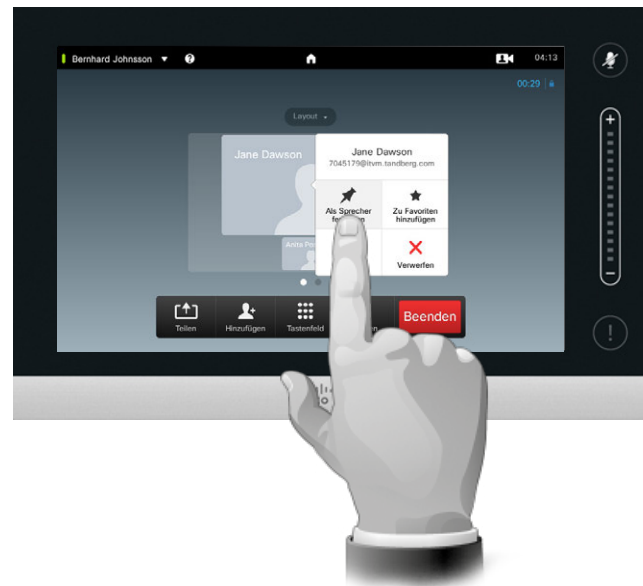 Bernhard Johnsson
04:13
00:29
Layout
Jane Dawson
Jane Dawson
7045179@itvm.tandberg.com
Als Sprecher
Zu Favoriten
hinzufügen
Verwerfen
Teilen
Hinzufügen
Tastenfeld
Beenden